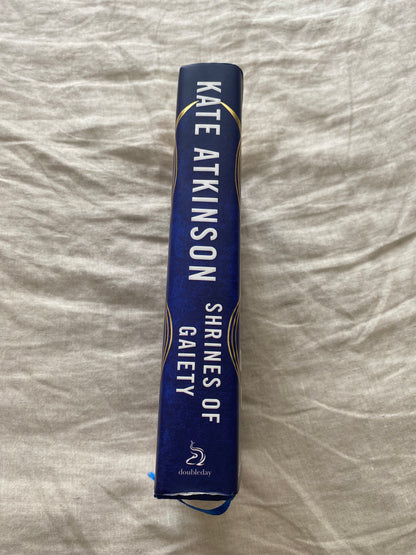 KATE ATKINSON
SHRINES OF
GAIETY
doubleday